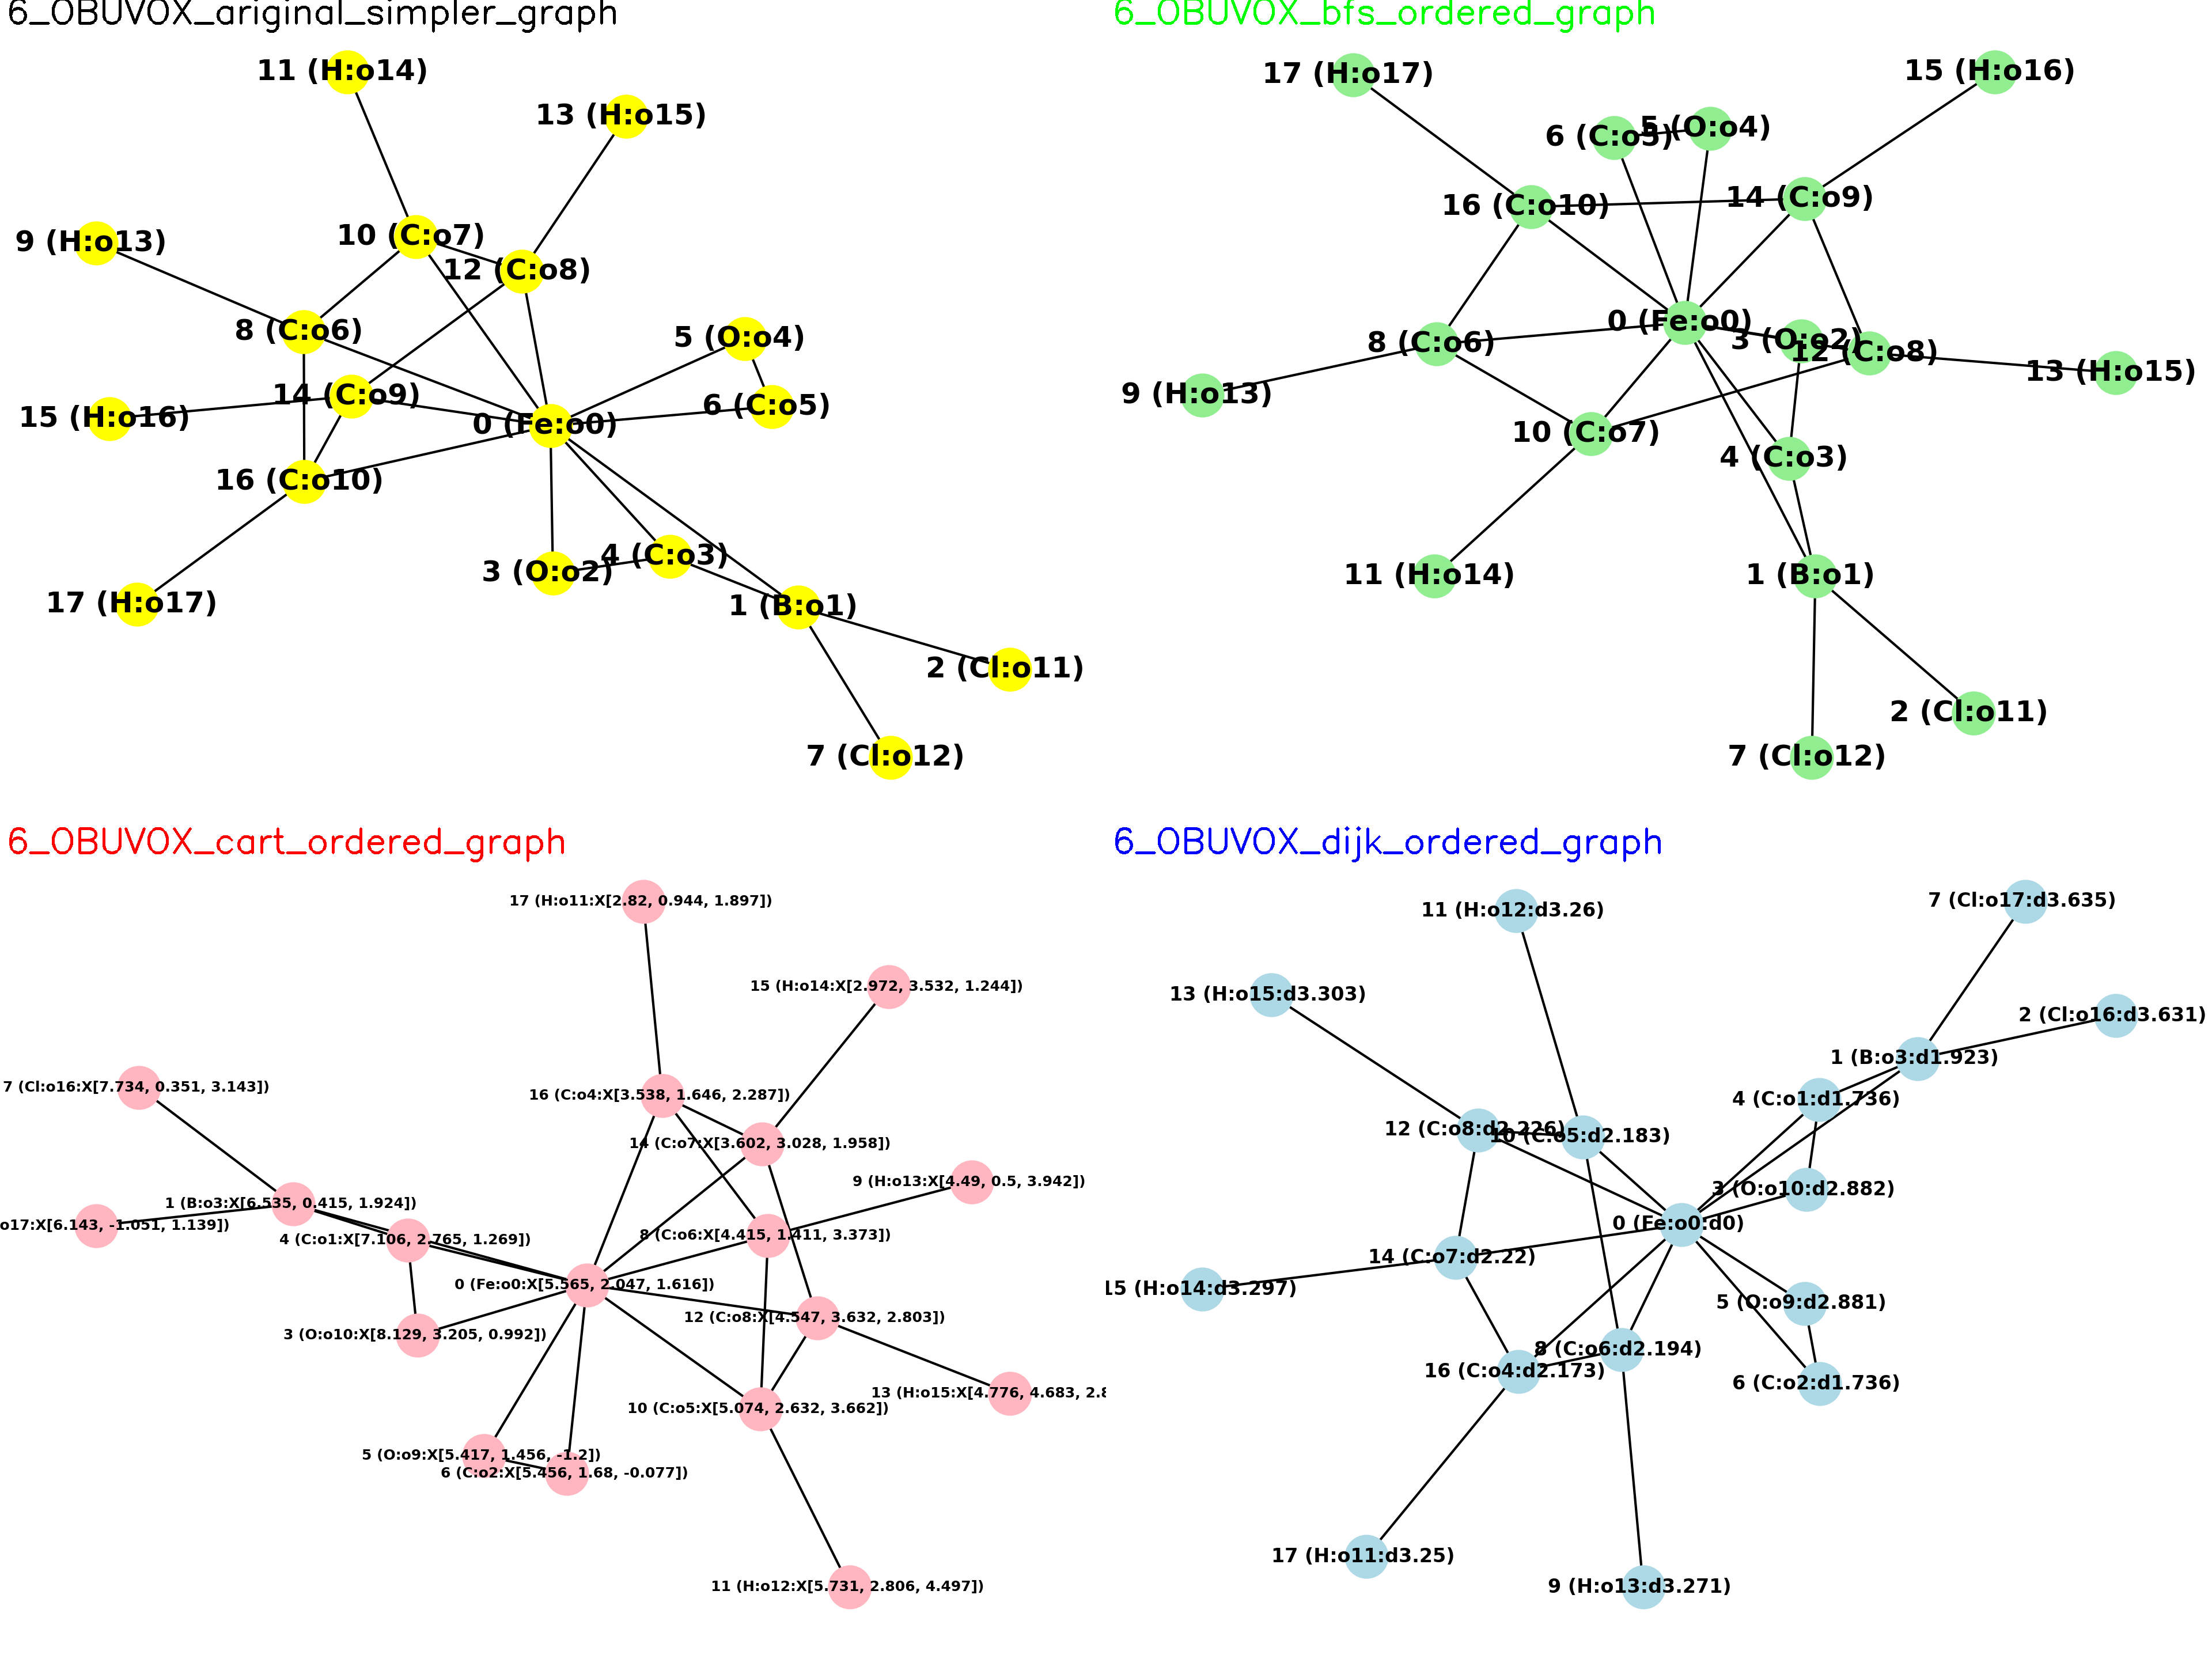 6_OBUVOX_ariginal_simpler_graph
11 (H:o14)
13 (H:o15)
10 (C:o7)
9 (H:o13)
12 (C:o8)
8 (C:o6)
5 (O:o4)
14 (C:o9)
6 (C:o5)
15 (H:o16)
0 (Fe:o0)
16 (C:o10)
4 (C:o3)
3 (O:o2)
17 (H:o17)
1 (B:o1)
2 (Cl:o11)
7 (Cl:o12)
6_OBUVOX_bfs_ordered_graph
15 (H:o16)
17 (H:o17)
5 (O:o4)
6 (C:o5)
14 (C:o9)
16 (C:o10)
0 (Fe:o0)
3 (O:o2)
8 (C:o6)
12 (C:o8)
13 (H:o15)
9 (H:o13)
10 (C:o7)
4 (C:o3)
11 (H:o14)
1 (B:o1)
2 (Cl:o11)
7 (Cl:o12)
6_OBUVOX_cart_ordered_graph
17 (H:o11:X[2.82, 0.944, 1.897])
15 (H:o14:X[2.972, 3.532, 1.244])
7 (Cl:o16:X[7.734, 0.351, 3.143])
16 (C:o4:X[3.538, 1.646, 2.287])
14 (C:o7:X[3.602, 3.028, 1.958])
9 (H:o13:X[4.49, 0.5, 3.942])
1 (B:o3:X[6.535, 0.415, 1.924])
o17:X[6.143, -1.051, 1.139])
8 (C:o6:X[4.415, 1.411, 3.373])
4 (C:o1:X[7.106, 2.765, 1.269])
0 (Fe:o0:X[5.565, 2.047, 1.616])
12 (C:o8:X[4.547, 3.632, 2.803])
3 (O:o10:X[8.129, 3.205, 0.992])
13 (H:o15:X[4.776, 4.683, 2.8
10 (C:o5:X[5.074, 2.632, 3.662])
5 (O:o9:X[5.417, 1.456, -1.2])
6 (C:o2:X[5.456, 1.68, -0.077])
11 (H:o12:X[5.731, 2.806, 4.497])
6_OBUVOX_dijk_ordered_graph
7 (Cl:o17:d3.635)
11 (H:o12:d3.26)
13 (H:o15:d3.303)
2 (Cl:o16:d3.631)
1 (B:o3:d1.923)
4 (C:o1:d1.736)
12 (C:o8:d2.226)
10 (C:o5:d2.183)
3 (O:o10:d2.882)
0 (Fe:o0:d0)
14 (C:o7:d2.22)
15 (H:o14:d3.297)
5 (O:o9:d2.881)
8 (C:o6:d2.194)
16 (C:o4:d2.173)
6 (C:o2:d1.736)
17 (H:o11:d3.25)
9 (H:o13:d3.271)